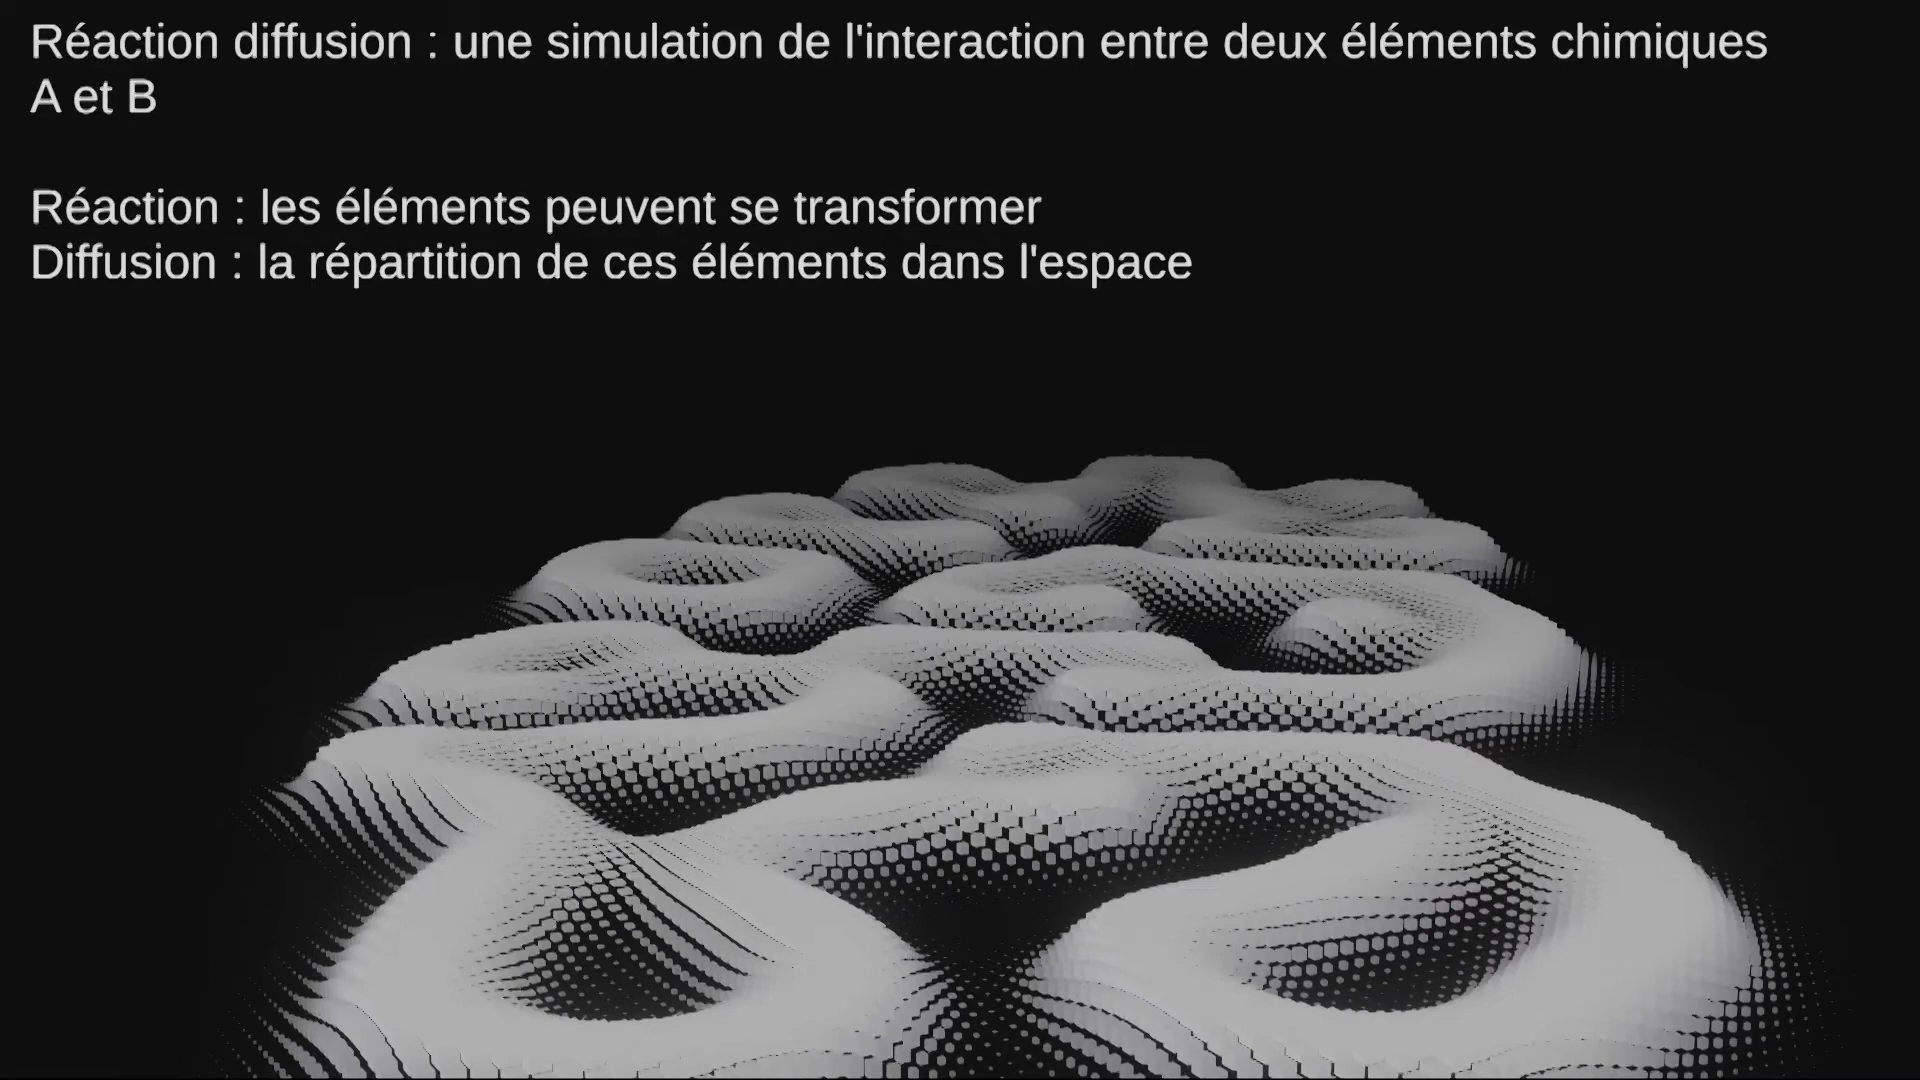 Réaction diffusion : une simulation de l'interaction entre deux éléments chimiques
A et B
Réaction : les éléments peuvent se transformer
Diffusion : la répartition de ces éléments dans l'espace